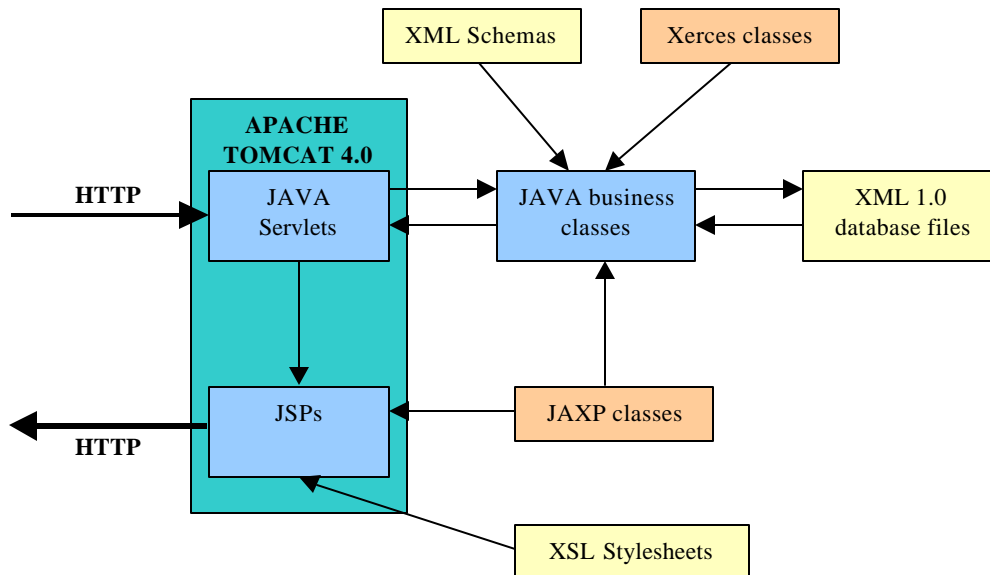 XML Schemas
Xerces classes
APACHE
TOMCAT 4.0
HTTP
JAVA
Servlets
JAVA business
classes
XML 1.0
database files
JSPs
JAXP classes
HTTP
XSL Stylesheets